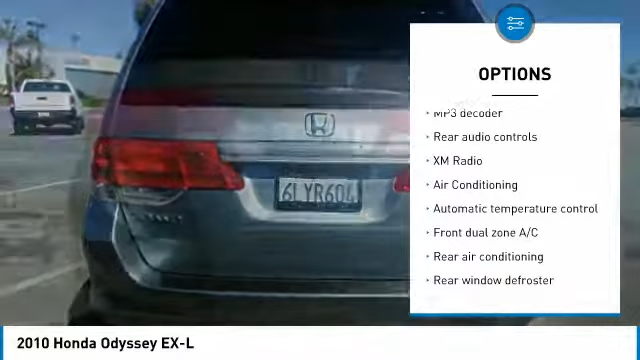 OPTIONS
MP3 decoder
Rear audio controls
XM Radio
Air Conditioning
Automatic temperature control
Front dual zone A/C
Rear air conditioning
Rear window defroster
6LYR604
2010 Honda Odyssey EX-L